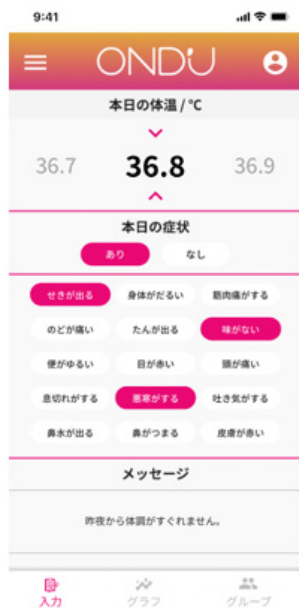 9:41
ONDU
本日の体温 / °C
36.7 36.8 36.9
本日の症状
あり なし
せきが出る 身体がだるい 筋肉痛がする
のどが痛い たんが出る 味がない
便がゆるい 目が赤い 頭が痛い
息切れがする 悪寒がする 吐き気がする
鼻水が出る 鼻がつまる 皮膚が赤い
メッセージ
昨夜から体調がすぐれません。
入力 グラフ グループ